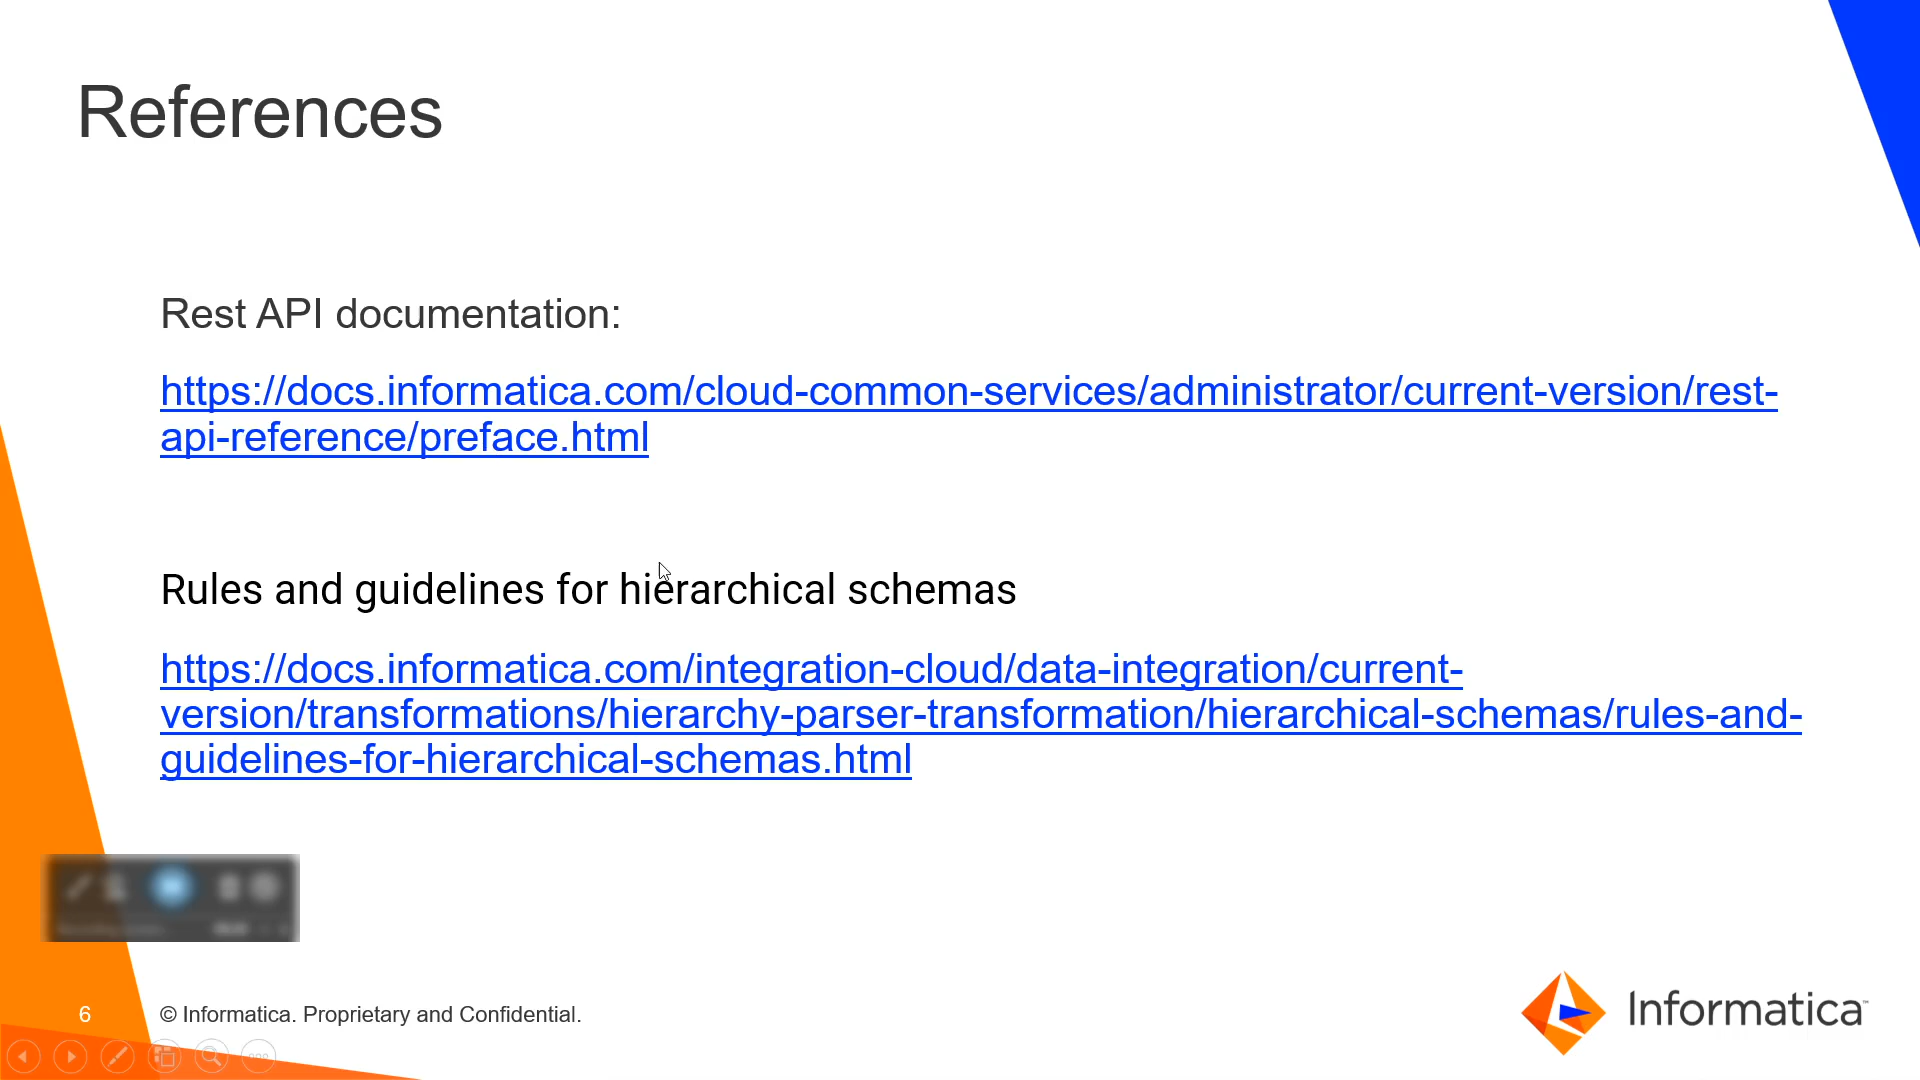 References
Rest API documentation:
https://docs.informatica.com/cloud-common-services/administrator/current-version/rest-
api-reference/preface.html
Rules and guidelines for hierarchical schemas
https://docs.informatica.com/integration-cloud/data-integration/current-
version/transformations/hierarchy-parser-transformation/hierarchical-schemas/rules-and-
guidelines-for-hierarchical-schemas.html
6
© Informatica. Proprietary and Confidential.
Informatica™